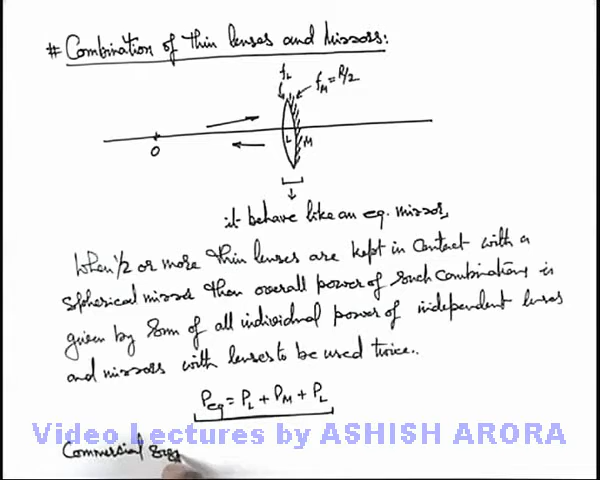 # Combination of thin lenses and Mirrors:
fL
fM = R/2
O
L
M
it behave like an eq. mirror,
When 1/2 or more thin lenses are kept in contact with a
spherical mirror then overall power of such combinations is
given by sum of all individual power of independent lenses
and mirrors with lenses to be used twice..
Peq = PL + PM + PL
Video Lectures by ASHISH ARORA
Commercial